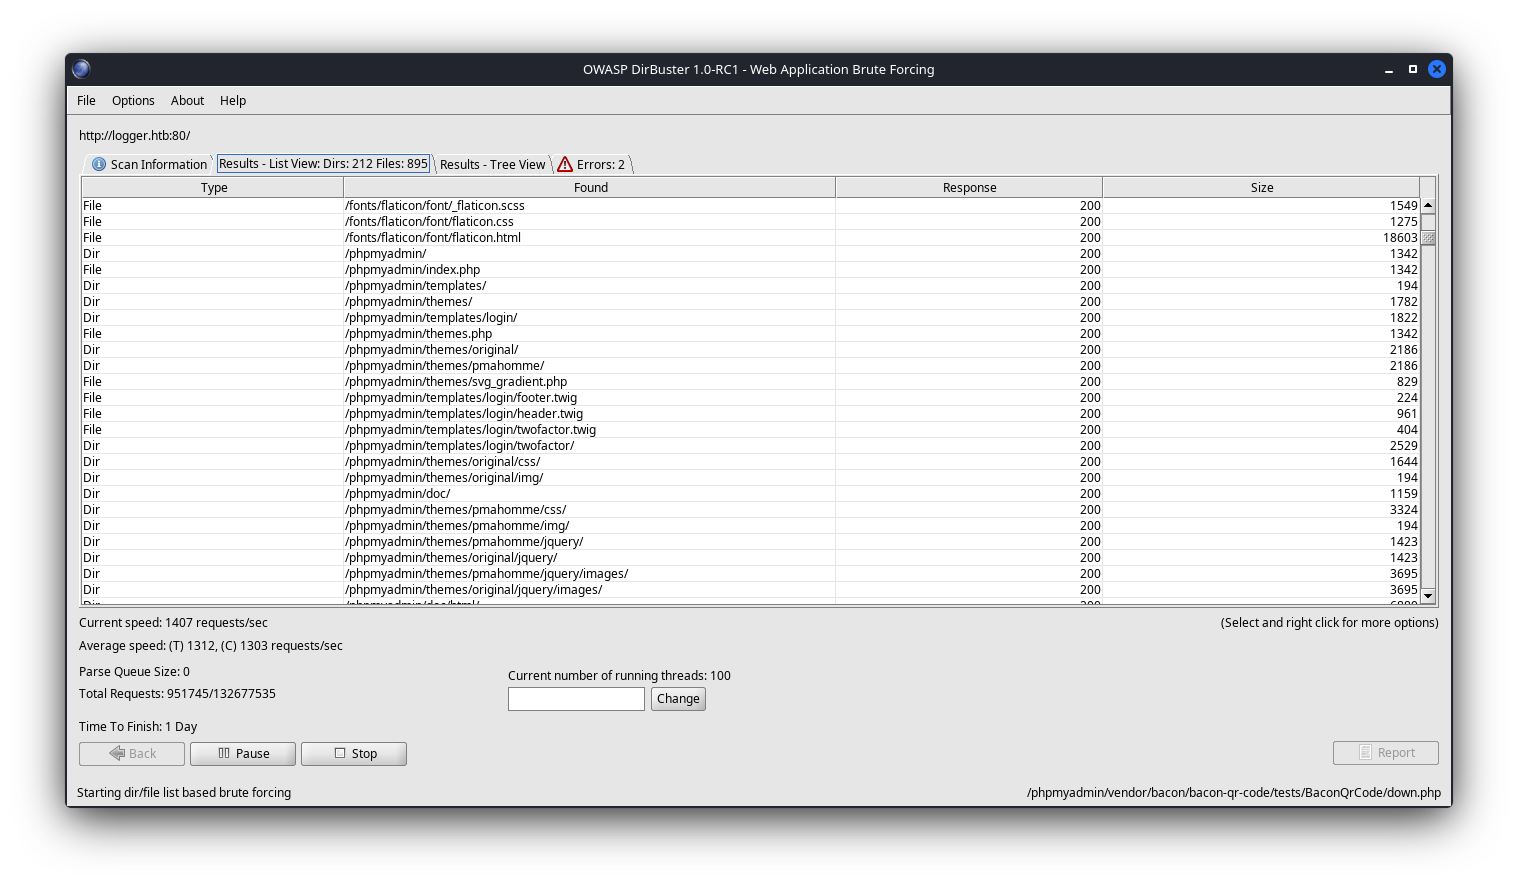 OWASP DirBuster 1.0-RC1 - Web Application Brute Forcing
File Options About Help
http://logger.htb:80/
Scan Information Results - List View: Dirs: 212 Files: 895 Results - Tree View Errors: 2
Type Found Response Size
File /fonts/flaticon/font/_flaticon.scss 200 1549
File /fonts/flaticon/font/flaticon.css 200 1275
File /fonts/flaticon/font/flaticon.html 200 18603
Dir /phpmyadmin/ 200 1342
File /phpmyadmin/index.php 200 1342
Dir /phpmyadmin/templates/ 200 194
Dir /phpmyadmin/themes/ 200 1782
Dir /phpmyadmin/templates/login/ 200 1822
File /phpmyadmin/themes.php 200 1342
Dir /phpmyadmin/themes/original/ 200 2186
Dir /phpmyadmin/themes/pmahomme/ 200 2186
File /phpmyadmin/themes/svg_gradient.php 200 829
File /phpmyadmin/templates/login/footer.twig 200 224
File /phpmyadmin/templates/login/header.twig 200 961
File /phpmyadmin/templates/login/twofactor.twig 200 404
Dir /phpmyadmin/templates/login/twofactor/ 200 2529
Dir /phpmyadmin/themes/original/css/ 200 1644
Dir /phpmyadmin/themes/original/img/ 200 194
Dir /phpmyadmin/doc/ 200 1159
Dir /phpmyadmin/themes/pmahomme/css/ 200 3324
Dir /phpmyadmin/themes/pmahomme/img/ 200 194
Dir /phpmyadmin/themes/pmahomme/jquery/ 200 1423
Dir /phpmyadmin/themes/original/jquery/ 200 1423
Dir /phpmyadmin/themes/pmahomme/jquery/images/ 200 3695
Dir /phpmyadmin/themes/original/jquery/images/ 200 3695
Dir /phpmyadmin/doc/html/ 200
Current speed: 1407 requests/sec (Select and right click for more options)
Average speed: (T) 1312, (C) 1303 requests/sec
Parse Queue Size: 0
Current number of running threads: 100
Total Requests: 951745/132677535
Change
Time To Finish: 1 Day
Back Pause Stop Report
Starting dir/file list based brute forcing /phpmyadmin/vendor/bacon/bacon-qr-code/tests/BaconQrCode/down.php